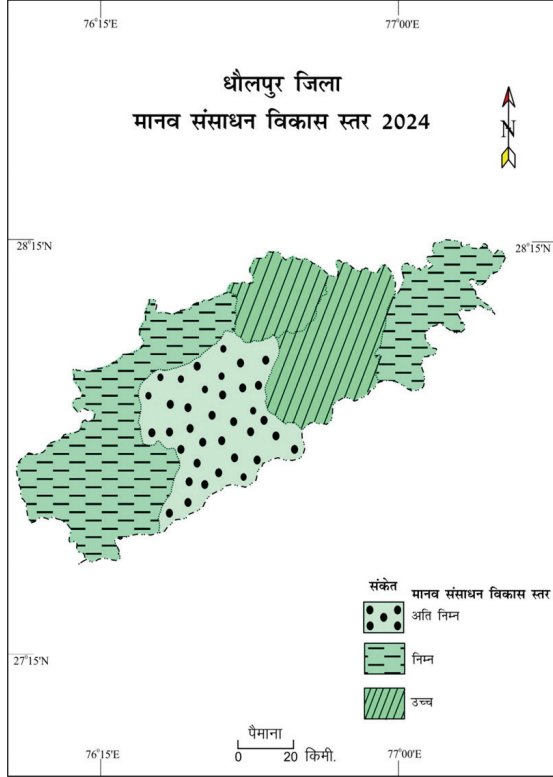 76°15'E 77°00'E
धौलपुर जिला
मानव संसाधन विकास स्तर 2024
N
28°15'N 28°15'N
संकेत मानव संसाधन विकास स्तर
अति निम्न
निम्न
27°15'N
उच्च
पैमाना
0 20 किमी.
76°15'E 77°00'E